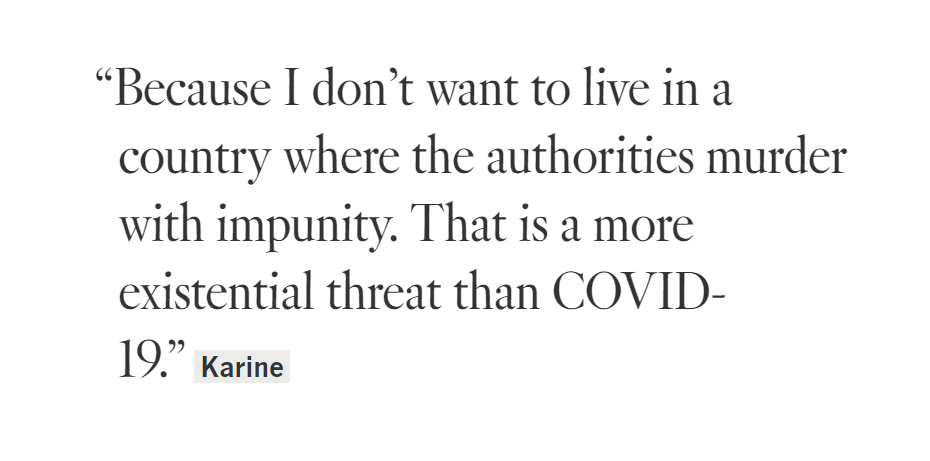 “Because I don’t want to live in a
country where the authorities murder
with impunity. That is a more
existential threat than COVID-
19.” Karine